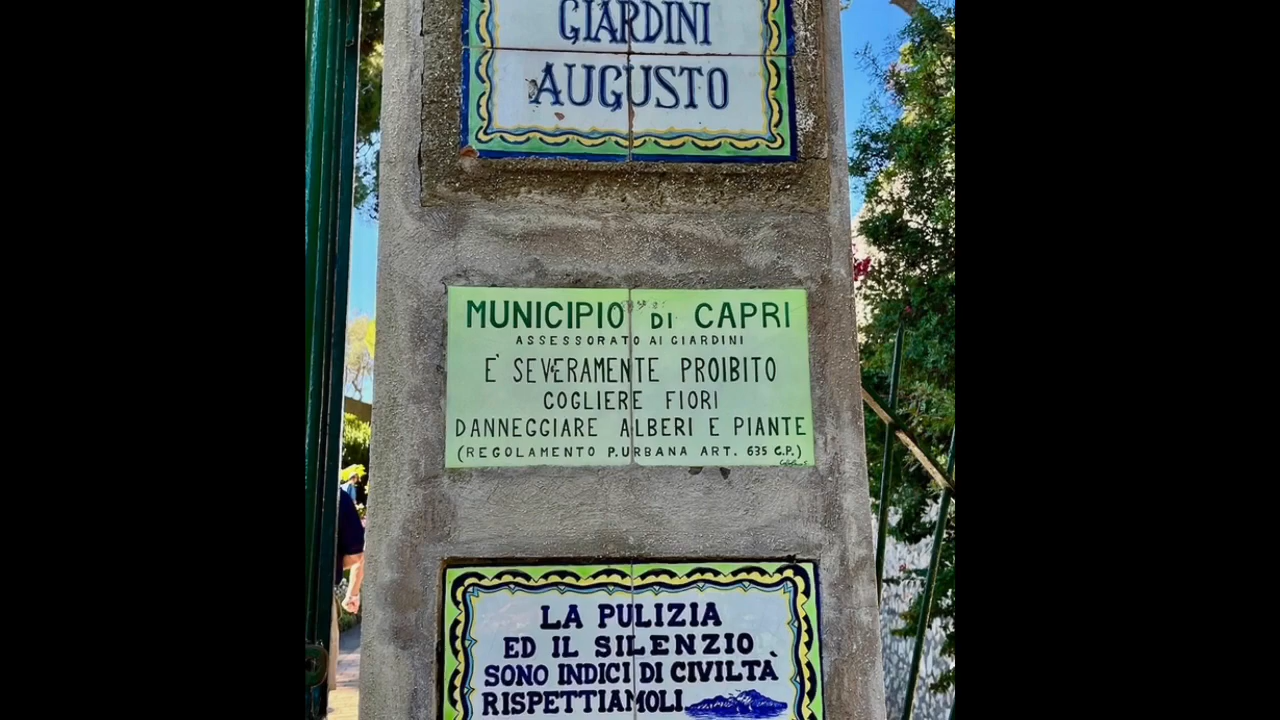 GIARDINI
AUGUSTO
MUNICIPIO DI CAPRI
ASSESSORATO AI GIARDINI
E' SEVERAMENTE PROIBITO
COGLIERE FIORI
DANNEGGIARE ALBERI E PIANTE
(REGOLAMENTO P.URBANA ART. 635 C.P.)
LA PULIZIA
ED IL SILENZIO
SONO INDICI DI CIVILTÀ
RISPETTIAMOLI